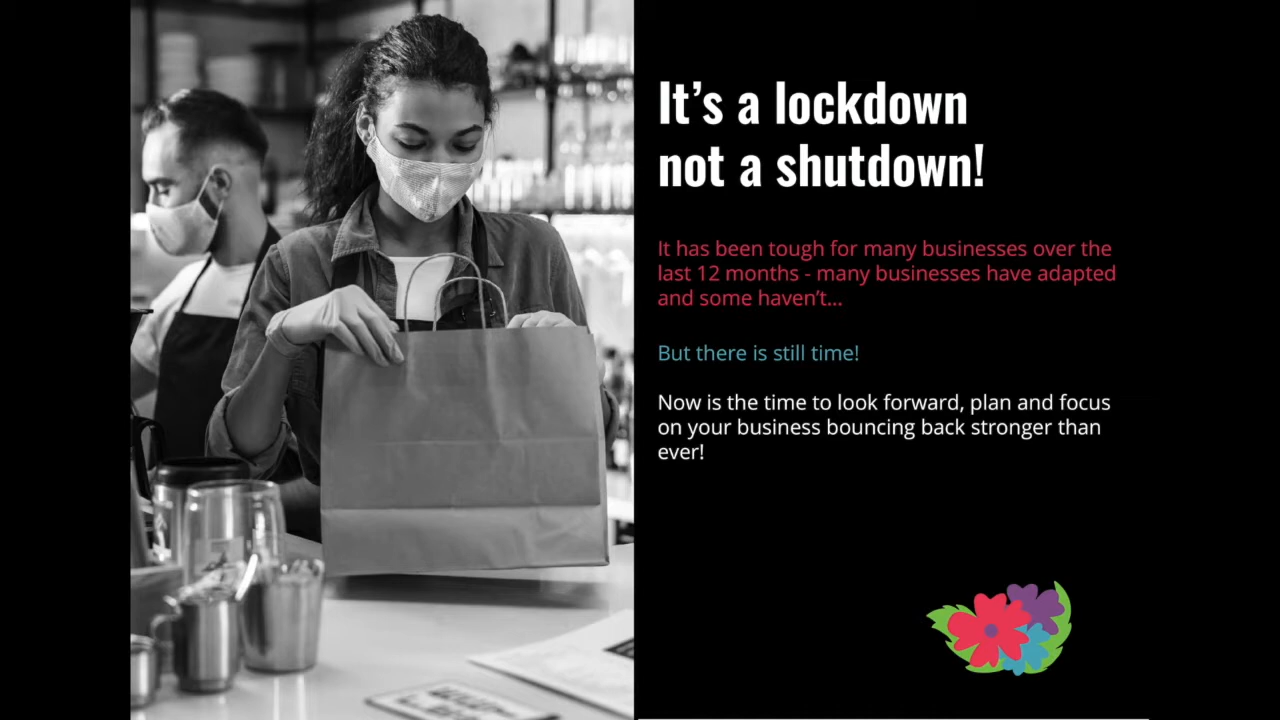 It’s a lockdown
not a shutdown!
It has been tough for many businesses over the
last 12 months - many businesses have adapted
and some haven’t...
But there is still time!
Now is the time to look forward, plan and focus
on your business bouncing back stronger than
ever!